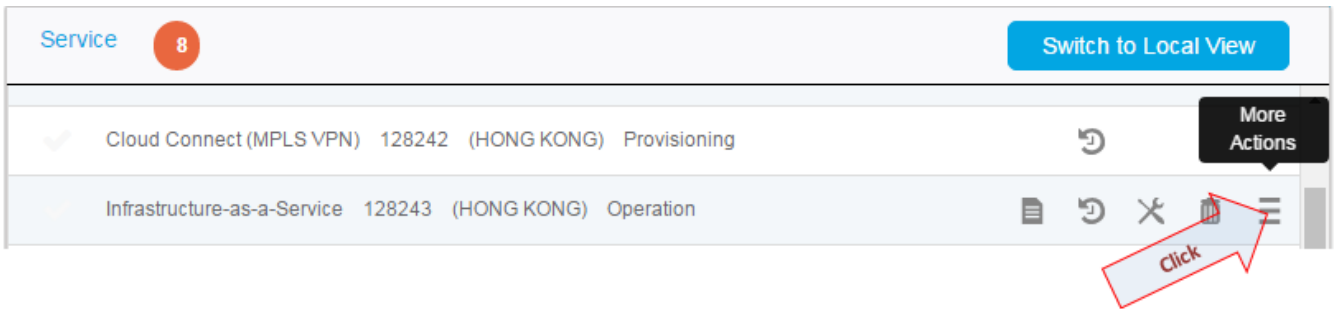 Service 8 Switch to Local View
More
Actions
Cloud Connect (MPLS VPN) 128242 (HONG KONG) Provisioning
Infrastructure-as-a-Service 128243 (HONG KONG) Operation
Click